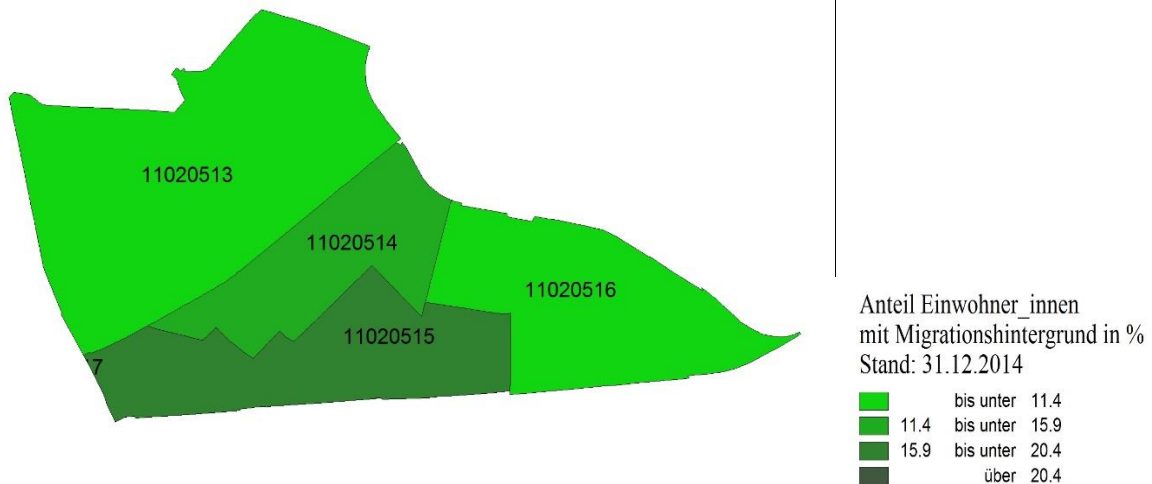 11020513
11020514
11020516
11020515
7
Anteil Einwohner_innen
mit Migrationshintergrund in %
Stand: 31.12.2014
bis unter 11.4
11.4 bis unter 15.9
15.9 bis unter 20.4
über 20.4